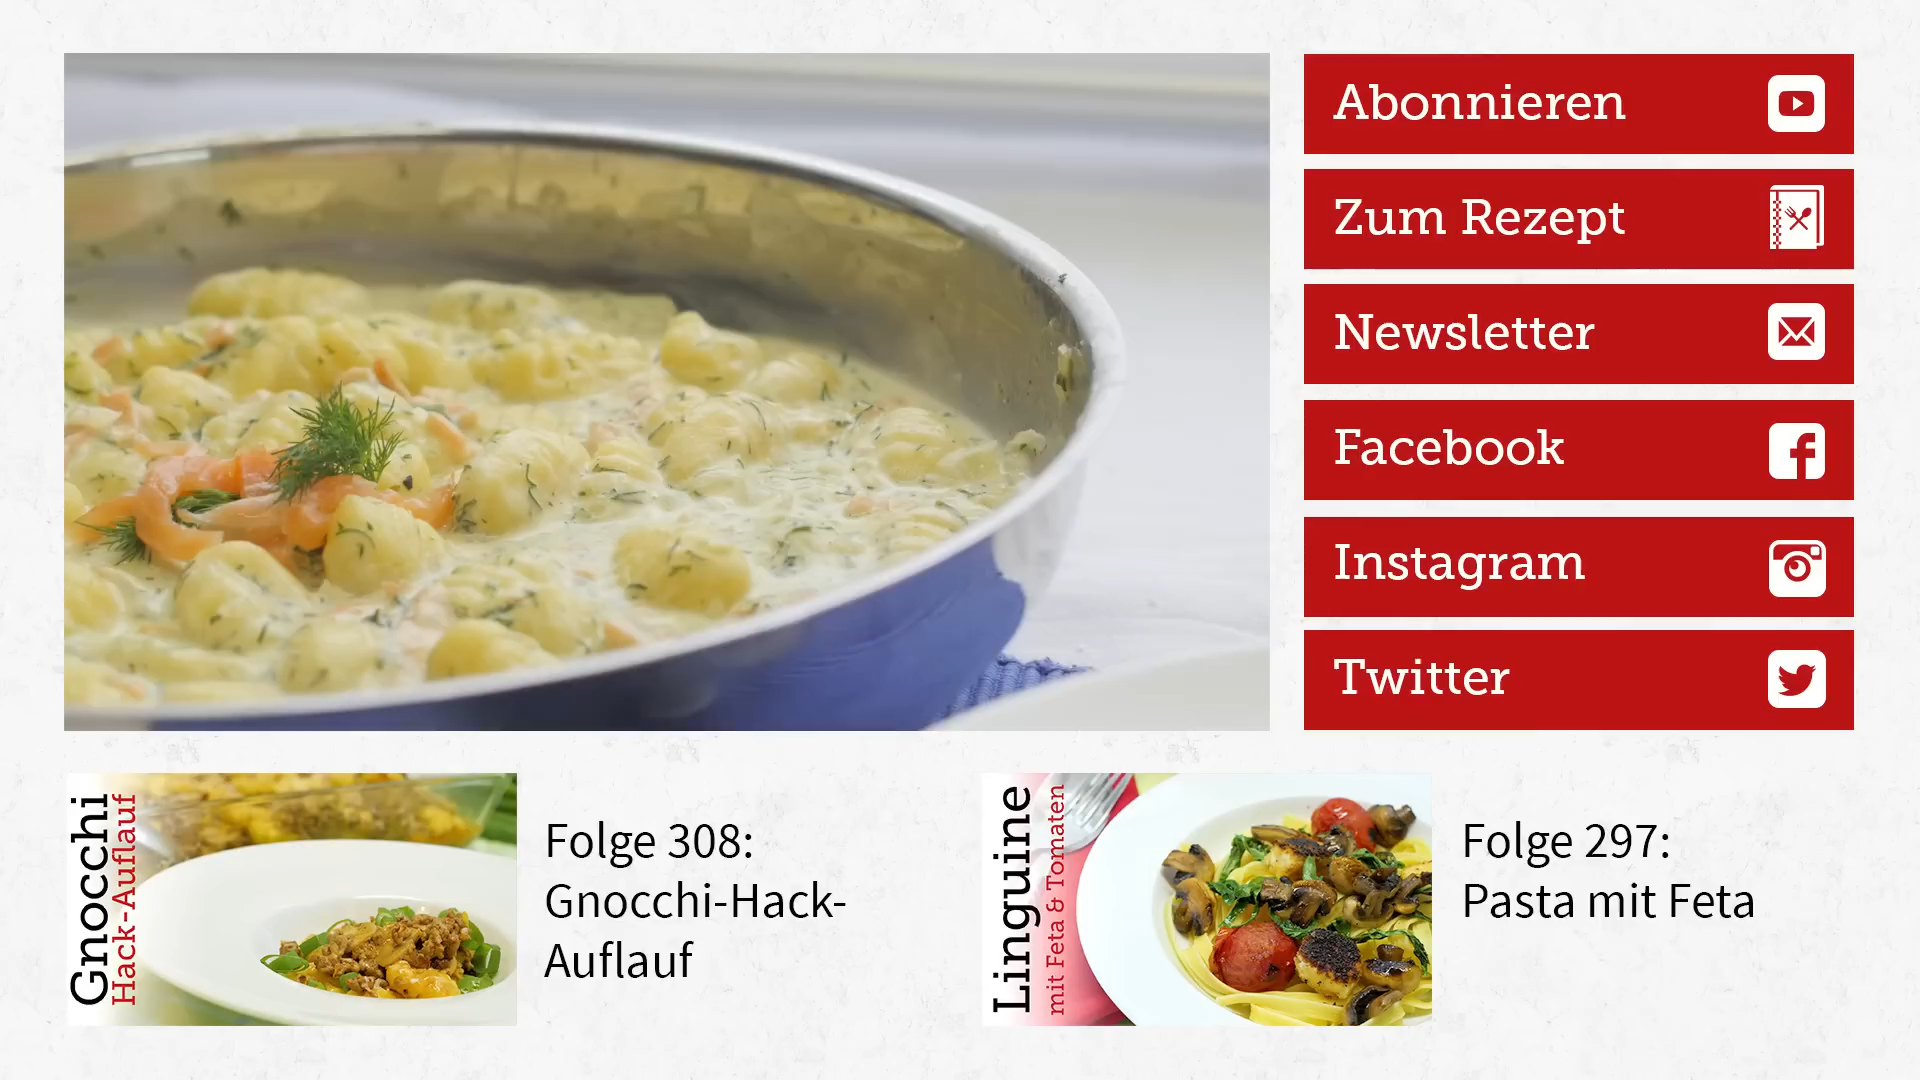 Abonnieren
Zum Rezept
Newsletter
Facebook
Instagram
Twitter
Gnocchi
Hack-Auflauf
Folge 308:
Gnocchi-Hack-
Auflauf
Linguine
mit Feta & Tomaten
Folge 297:
Pasta mit Feta